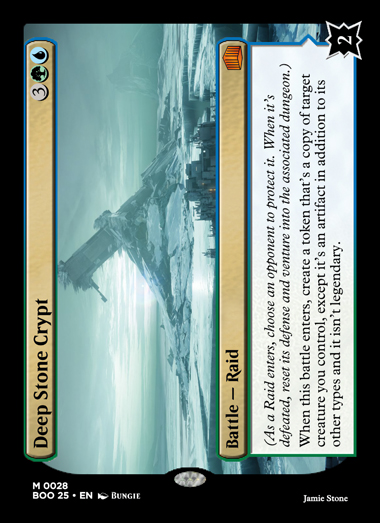 Deep Stone Crypt
3
Battle — Raid
(As a Raid enters, choose an opponent to protect it. When it's
defeated, reset its defense and venture into the associated dungeon.)
When this battle enters, create a token that's a copy of target
creature you control, except it's an artifact in addition to its
other types and it isn't legendary.
2
M 0028
BOO 25 • EN Bungie
Jamie Stone